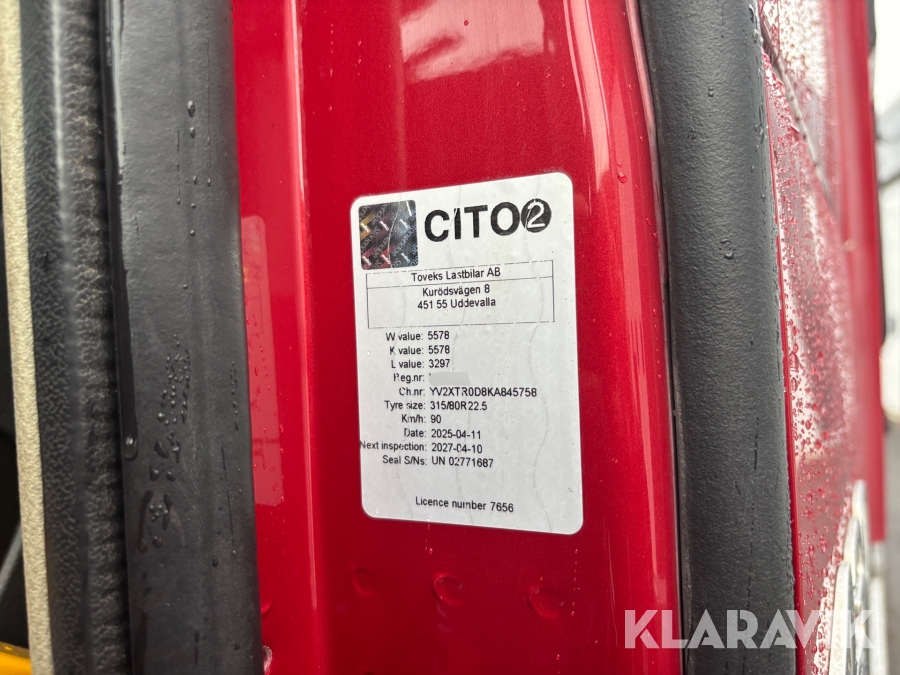 CITO2
Toveks Lastbilar AB
Kurödsvägen 8
451 55 Uddevalla
W value: 5578
K value: 5578
L value: 3297
Reg.nr:
Ch.nr: YV2XTR0D8KA845758
Tyre size: 315/80R22.5
Km/h: 90
Date: 2025-04-11
Next inspection: 2027-04-10
Seal S/Ns: UN 02771687
Licence number 7656
KLARAVIK